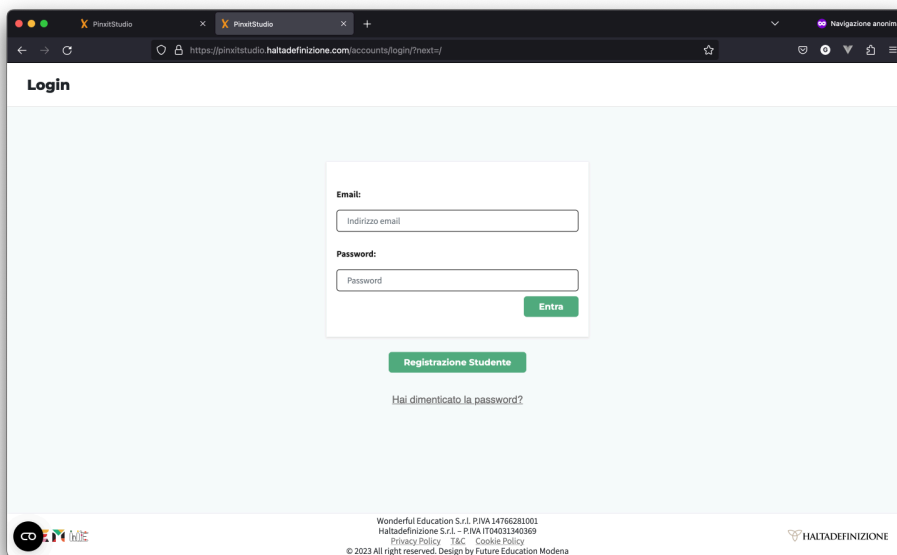 PinxitStudio
PinxitStudio
Navigazione anonim
https://pinxitstudio.haltadefinizione.com/accounts/login/?next=/
Login
Email:
Indirizzo email
Password:
Password
Entra
Registrazione Studente
Hai dimenticato la password?
Wonderful Education S.r.l. P.IVA 14766281001
Haltadefinizione S.r.l. – P.IVA IT04031340369
Privacy Policy T&C Cookie Policy
© 2023 All right reserved. Design by Future Education Modena
ME
HALTADEFINIZIONE